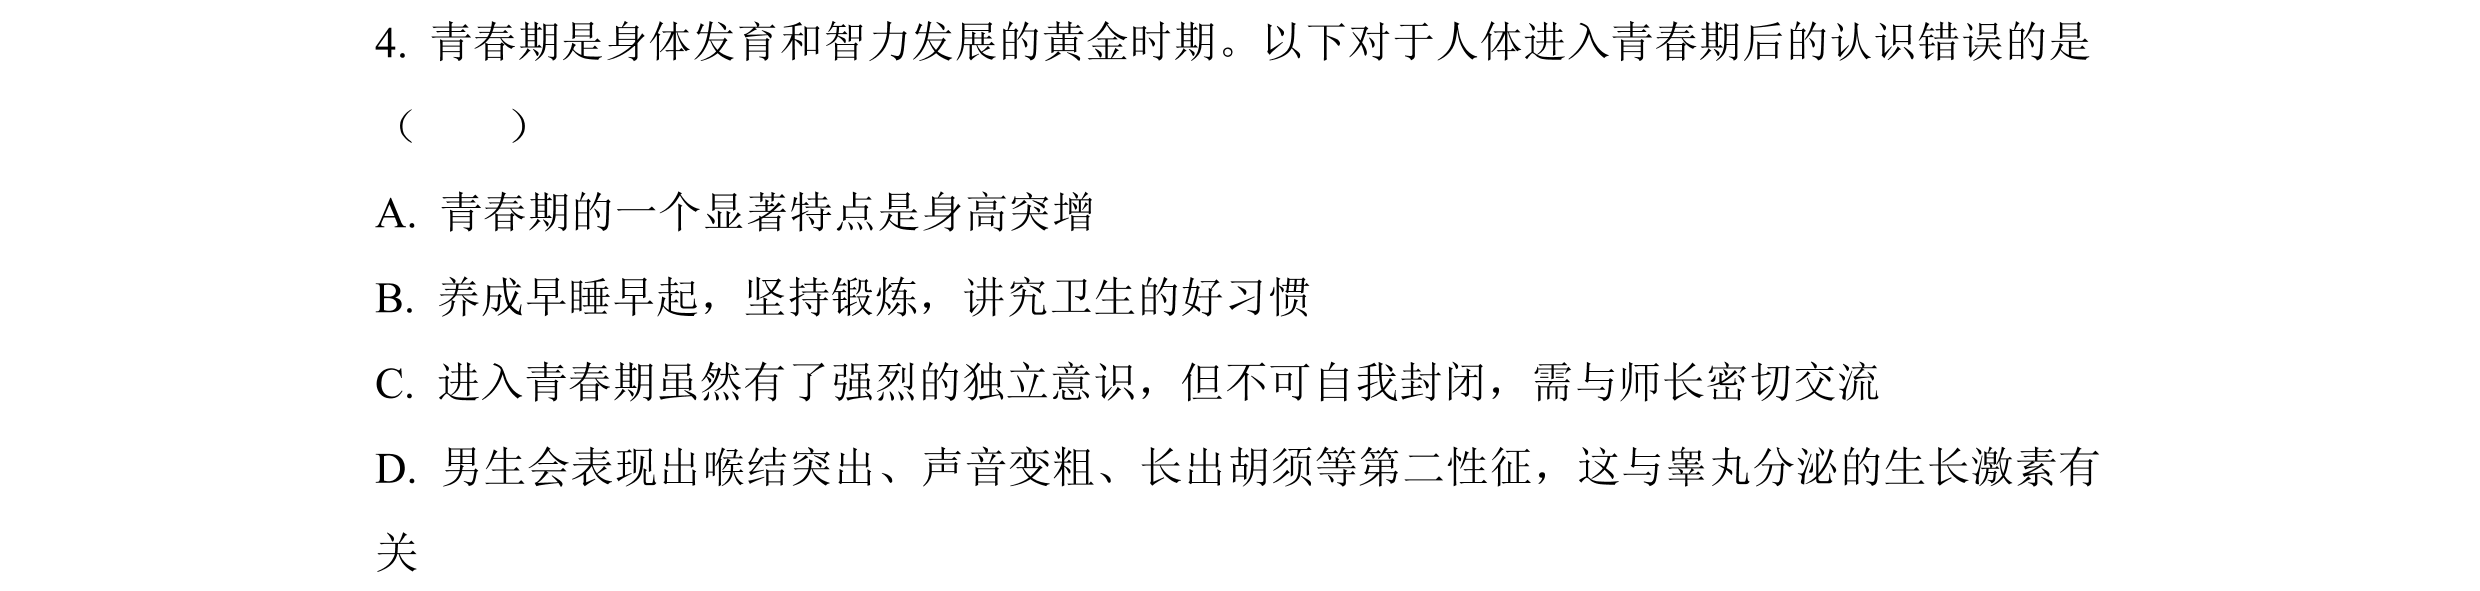 4. 青春期是身体发育和智力发展的黄金时期。以下对于人体进入青春期后的认识错误的是
（　　）
A. 青春期的一个显著特点是身高突增
B. 养成早睡早起，坚持锻炼，讲究卫生的好习惯
C. 进入青春期虽然有了强烈的独立意识，但不可自我封闭，需与师长密切交流
D. 男生会表现出喉结突出、声音变粗、长出胡须等第二性征，这与睾丸分泌的生长激素有
关